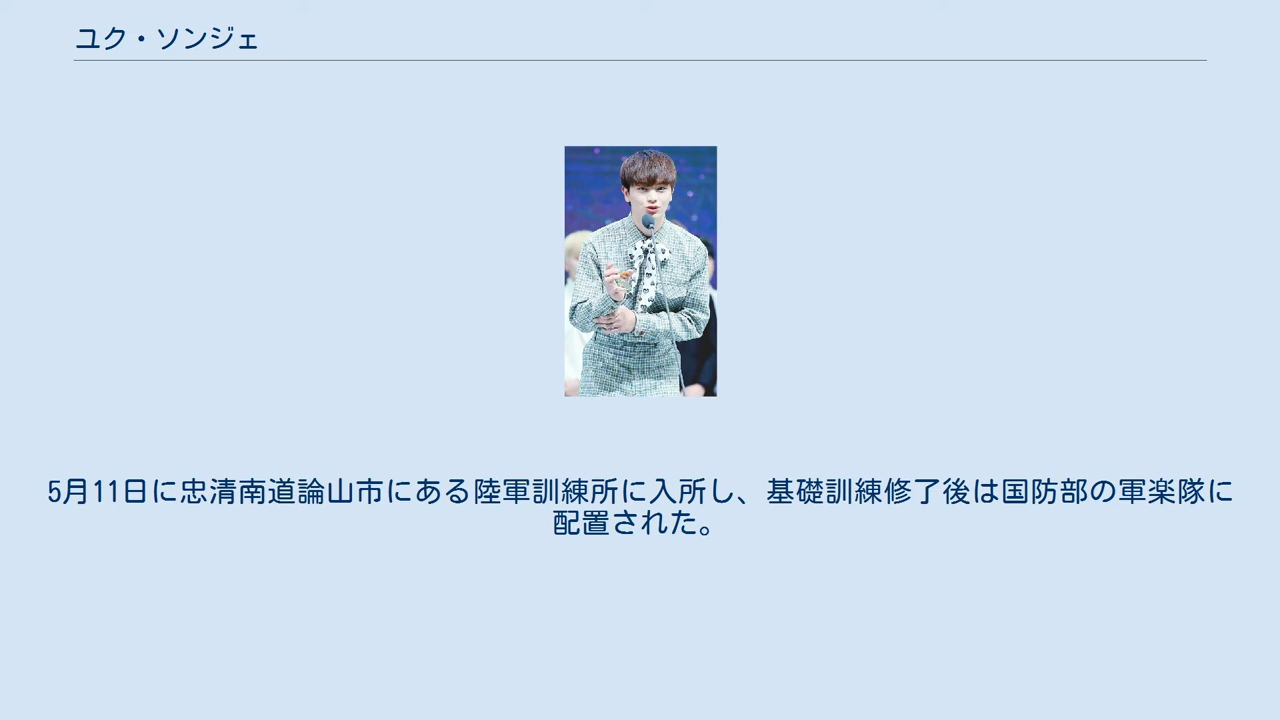 ユク・ソンジェ
5月11日に忠清南道論山市にある陸軍訓練所に入所し、基礎訓練修了後は国防部の軍楽隊に
配置された。